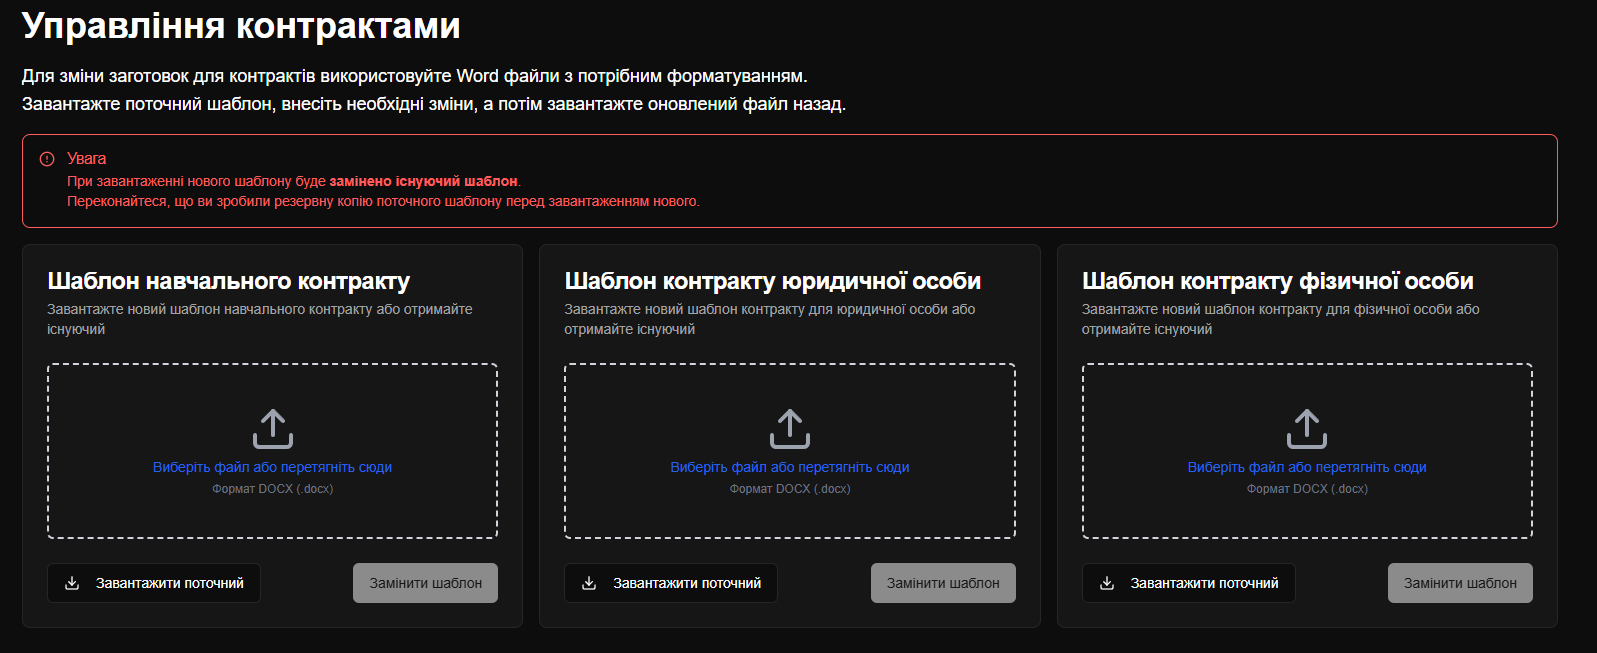 Управління контрактами
Для зміни заготовок для контрактів використовуйте Word файли з потрібним форматуванням.
Завантажте поточний шаблон, внесіть необхідні зміни, а потім завантажте оновлений файл назад.
Увага
При завантаженні нового шаблону буде замінено існуючий шаблон.
Переконайтеся, що ви зробили резервну копію поточного шаблону перед завантаженням нового.
Шаблон навчального контракту
Завантажте новий шаблон навчального контракту або отримайте
існуючий
Виберіть файл або перетягніть сюди
Формат DOCX (.docx)
Завантажити поточний
Замінити шаблон
Шаблон контракту юридичної особи
Завантажте новий шаблон контракту для юридичної особи або
отримайте існуючий
Виберіть файл або перетягніть сюди
Формат DOCX (.docx)
Завантажити поточний
Замінити шаблон
Шаблон контракту фізичної особи
Завантажте новий шаблон контракту для фізичної особи або
отримайте існуючий
Виберіть файл або перетягніть сюди
Формат DOCX (.docx)
Завантажити поточний
Замінити шаблон